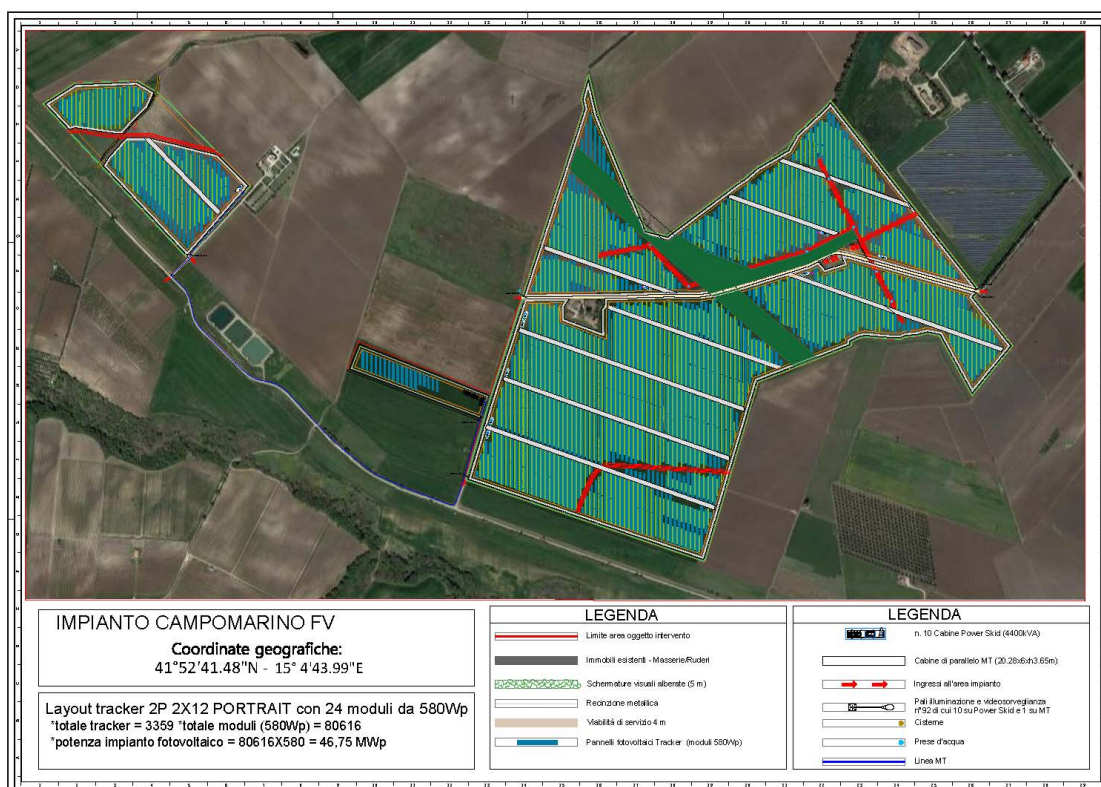 IMPIANTO CAMPOMARINO FV
Coordinate geografiche:
41°52'41.48"N - 15° 4'43.99"E
Layout tracker 2P 2X12 PORTRAIT con 24 moduli da 580Wp
*totale tracker = 3359 *totale moduli (580Wp) = 80616
*potenza impianto fotovoltaico = 80616X580 = 46,75 MWp
LEGENDA
Limite area oggetto intervento
Immobili esistenti - Masserie/Ruderi
Schermature visuali alberate (5 m)
Recinzione metallica
Viabilità di servizio 4 m
Pannelli fotovoltaici Tracker (moduli 580Wp)
LEGENDA
n. 10 Cabine Power Skid (4400kVA)
Cabine di parallelo MT (20.28x6xh3.65m)
Ingressi all'area impianto
Pali illuminazione e videosorveglianza
n°92 di cui 10 su Power Skid e 1 su MT
Cisterne
Prese d'acqua
Linea MT